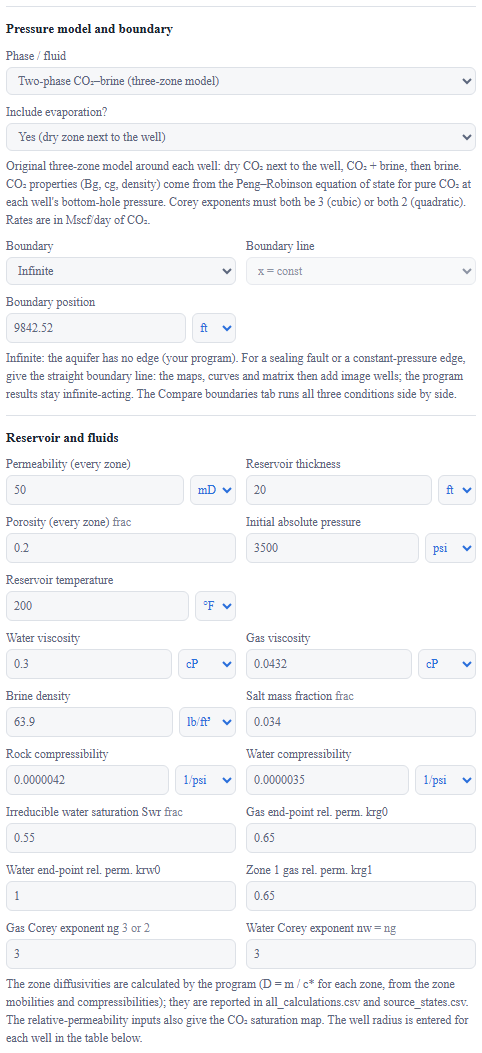 Pressure model and boundary
Phase / fluid
Two-phase CO₂–brine (three-zone model)
Include evaporation?
Yes (dry zone next to the well)
Original three-zone model around each well: dry CO₂ next to the well, CO₂ + brine, then brine.
CO₂ properties (Bg, cg, density) come from the Peng–Robinson equation of state for pure CO₂ at
each well's bottom-hole pressure. Corey exponents must both be 3 (cubic) or both 2 (quadratic).
Rates are in Mscf/day of CO₂.
Boundary Boundary line
Infinite x = const
Boundary position
9842.52 ft
Infinite: the aquifer has no edge (your program). For a sealing fault or a constant-pressure edge,
give the straight boundary line: the maps, curves and matrix then add image wells; the program
results stay infinite-acting. The Compare boundaries tab runs all three conditions side by side.
Reservoir and fluids
Permeability (every zone) Reservoir thickness
50 mD 20 ft
Porosity (every zone) frac Initial absolute pressure
0.2 3500 psi
Reservoir temperature
200 °F
Water viscosity Gas viscosity
0.3 cP 0.0432 cP
Brine density Salt mass fraction frac
63.9 lb/ft³ 0.034
Rock compressibility Water compressibility
0.0000042 1/psi 0.0000035 1/psi
Irreducible water saturation Swr frac Gas end-point rel. perm. krg0
0.55 0.65
Water end-point rel. perm. krw0 Zone 1 gas rel. perm. krg1
1 0.65
Gas Corey exponent ng 3 or 2 Water Corey exponent nw = ng
3 3
The zone diffusivities are calculated by the program (D = m / c* for each zone, from the zone
mobilities and compressibilities); they are reported in all_calculations.csv and source_states.csv.
The relative-permeability inputs also give the CO₂ saturation map. The well radius is entered for
each well in the table below.